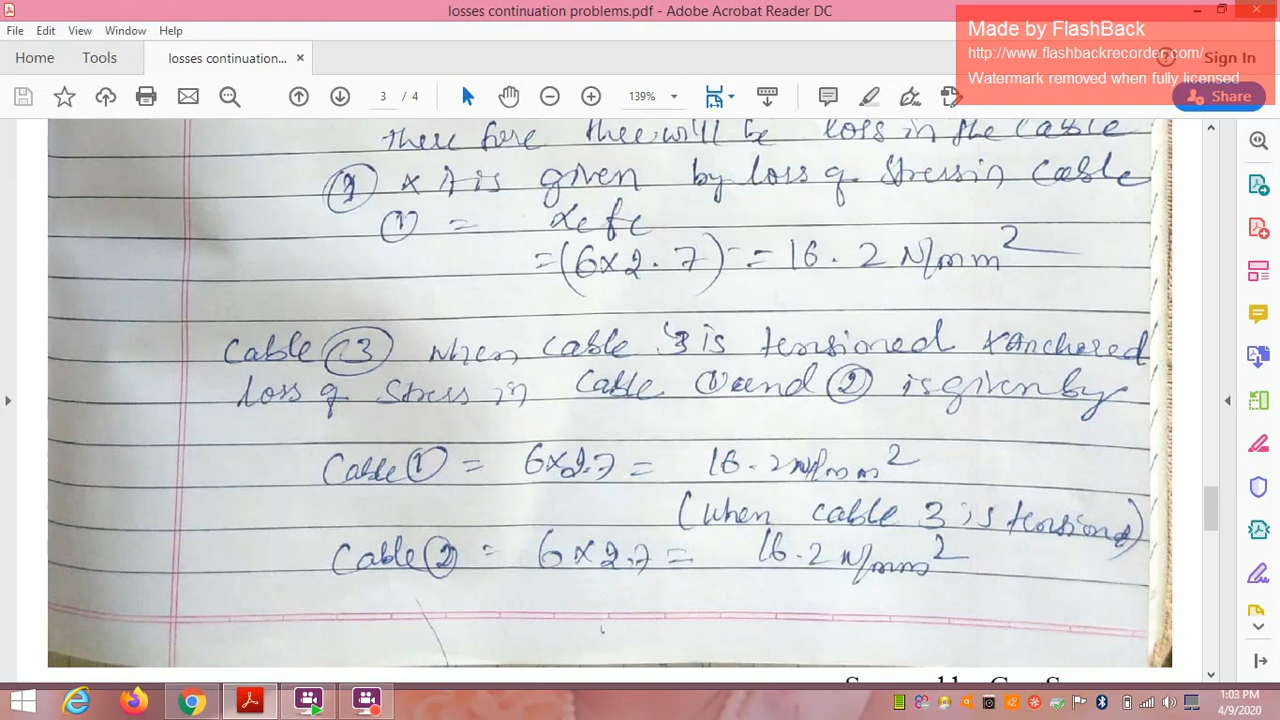 losses continuation problems.pdf - Adobe Acrobat Reader DC
File Edit View Window Help
Made by FlashBack
http://www.flashbackrecorder.com/
Watermark removed when fully licensed
Home Tools losses continuation... × Sign In
3 / 4 139% Share
there fore thee will be loss in the cable
① & it is given by loss of Stress in Cable
① = αe fc
= (6×2.7) = 16.2 N/mm²
Cable ③ When cable 3 is tensioned & Anchored
loss of stress in cable ① and ② is given by
Cable ① = 6×2.7 = 16.2 N/mm²
(when cable 3 is tensioned)
Cable ② = 6×2.7 = 16.2 N/mm²
1:03 PM
4/9/2020